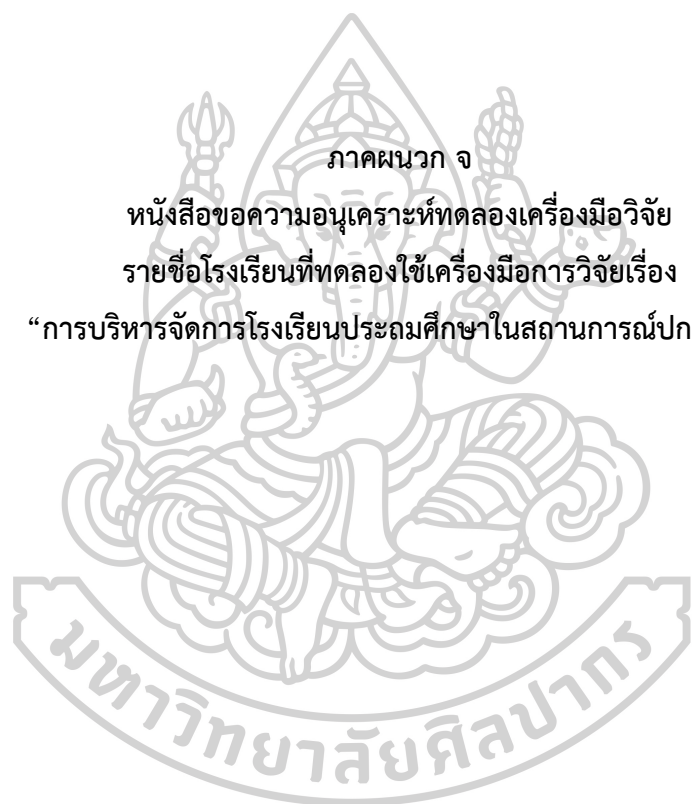 ภาคผนวก จ
หนังสือขอความอนุเคราะห์ทดลองเครื่องมือวิจัย
รายชื่อโรงเรียนที่ทดลองใช้เครื่องมือการวิจัยเรื่อง
“การบริหารจัดการโรงเรียนประถมศึกษาในสถานการณ์ปก
มหาวิทยาลัยศิลปากร